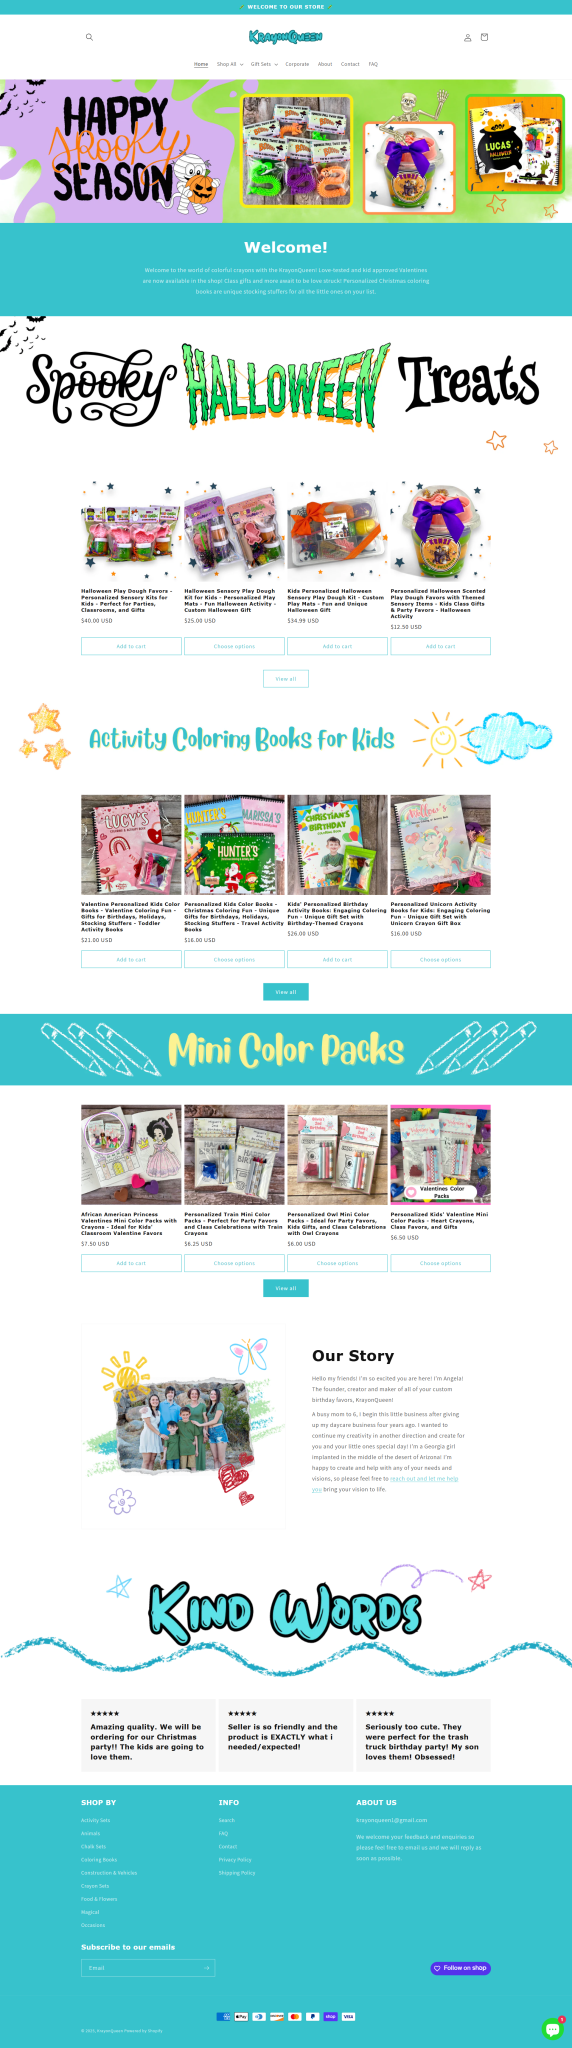 WELCOME TO OUR STORE
KRAYONQUEEN
Home Shop All Gift Sets Corporate About Contact FAQ
HAPPY
Spooky
SEASON
LUCAS'
HALLOWEEN
Welcome!
Welcome to the world of colorful crayons with the KrayonQueen! Love-tested and kid approved Valentines
are now available in the shop! Class gifts and more await to be love struck! Personalized Christmas coloring
books are unique stocking stuffers for all the little ones on your list.
Spooky HALLOWEEN Treats
Halloween Play Dough Favors -
Personalized Sensory Kits for
Kids - Perfect for Parties,
Classrooms, and Gifts
$40.00 USD
Add to cart
Halloween Sensory Play Dough
Kit for Kids - Personalized Play
Mats - Fun Halloween Activity -
Custom Halloween Gift
$25.00 USD
Choose options
Kids Personalized Halloween
Sensory Play Dough Kit - Custom
Play Mats - Fun and Unique
Halloween Gift
$34.99 USD
Add to cart
Personalized Halloween Scented
Play Dough Favors with Themed
Sensory Items - Kids Class Gifts
& Party Favors - Halloween
Activity
$12.50 USD
Add to cart
View all
Activity Coloring Books for Kids
LUCY'S
HUNTER'S
MARISSA'S
HUNTER'S
CHRISTIAN'S
BIRTHDAY
Willow's
Valentine Personalized Kids Color
Books - Valentine Coloring Fun -
Gifts for Birthdays, Holidays,
Stocking Stuffers - Toddler
Activity Books
$21.00 USD
Add to cart
Personalized Kids Color Books -
Christmas Coloring Fun - Unique
Gifts for Birthdays, Holidays,
Stocking Stuffers - Travel Activity
Books
$16.00 USD
Choose options
Kids' Personalized Birthday
Activity Books: Engaging Coloring
Fun - Unique Gift Set with
Birthday-Themed Crayons
$26.00 USD
Add to cart
Personalized Unicorn Activity
Books for Kids: Engaging Coloring
Fun - Unique Gift Set with
Unicorn Crayon Gift Box
$16.00 USD
Choose options
View all
Mini Color Packs
Valentines Color
Packs
African American Princess
Valentines Mini Color Packs with
Crayons - Ideal for Kids'
Classroom Valentine Favors
$7.50 USD
Add to cart
Personalized Train Mini Color
Packs - Perfect for Party Favors
and Class Celebrations with Train
Crayons
$6.25 USD
Choose options
Personalized Owl Mini Color
Packs - Ideal for Party Favors,
Kids Gifts, and Class Celebrations
with Owl Crayons
$6.00 USD
Choose options
Personalized Kids' Valentine Mini
Color Packs - Heart Crayons,
Class Favors, and Gifts
$6.50 USD
Choose options
View all
Our Story
Hello my friends! I'm so excited you are here! I'm Angela!
The founder, creator and maker of all of your custom
birthday favors, KrayonQueen!
A busy mom to 6, I begin this little business after giving
up my daycare business four years ago. I wanted to
continue my creativity in another direction and create for
you and your little ones special day! I'm a Georgia girl
implanted in the middle of the desert of Arizona! I'm
happy to create and help with any of your needs and
visions, so please feel free to reach out and let me help
you bring your vision to life.
KIND WORDS
★★★★★
Amazing quality. We will be
ordering for our Christmas
party!! The kids are going to
love them.
★★★★★
Seller is so friendly and the
product is EXACTLY what i
needed/expected!
★★★★★
Seriously too cute. They
were perfect for the trash
truck birthday party! My son
loves them! Obsessed!
SHOP BY
Activity Sets
Animals
Chalk Sets
Coloring Books
Construction & Vehicles
Crayon Sets
Food & Flowers
Magical
Occasions
INFO
Search
FAQ
Contact
Privacy Policy
Shipping Policy
ABOUT US
krayonqueen1@gmail.com
We welcome your feedback and enquiries so
please feel free to email us and we will reply as
soon as possible.
Subscribe to our emails
Email
Follow on shop
Powered by Shopify